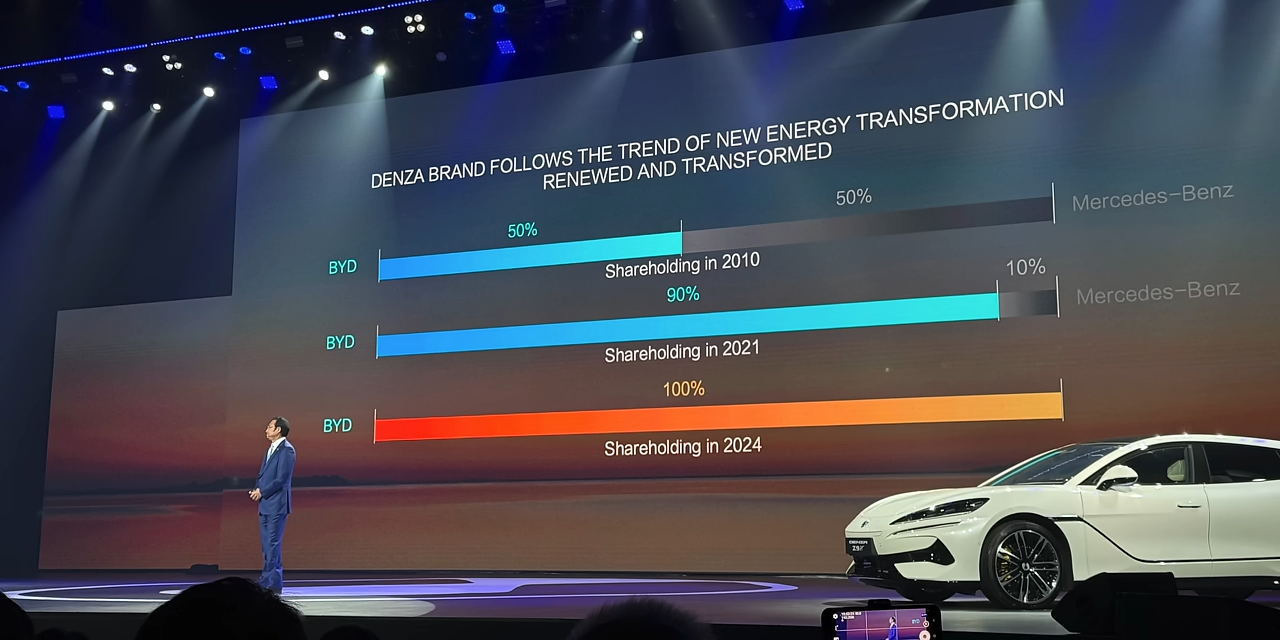 DENZA BRAND FOLLOWS THE TREND OF NEW ENERGY TRANSFORMATION
RENEWED AND TRANSFORMED
50%
50%
BYD
Mercedes-Benz
Shareholding in 2010
90%
10%
BYD
Mercedes-Benz
Shareholding in 2021
100%
BYD
Shareholding in 2024
DENZA